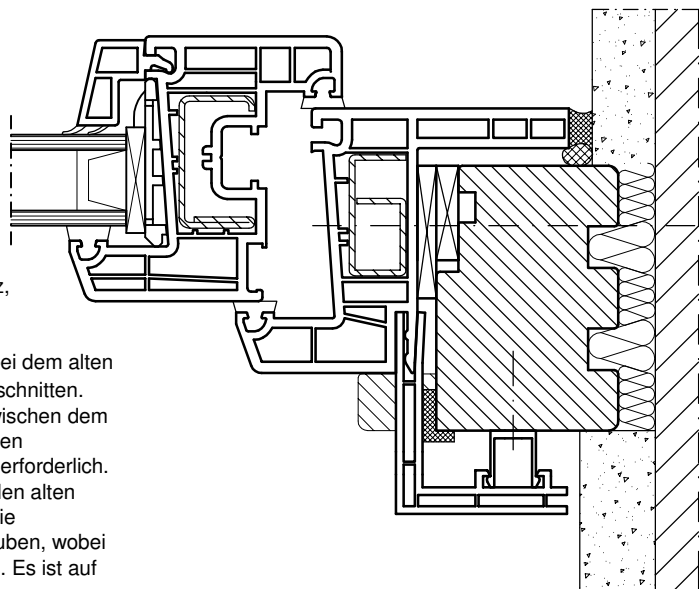 z,
ei dem alten
schnitten.
wischen dem
en
erforderlich.
den alten
ie
uben, wobei
. Es ist auf